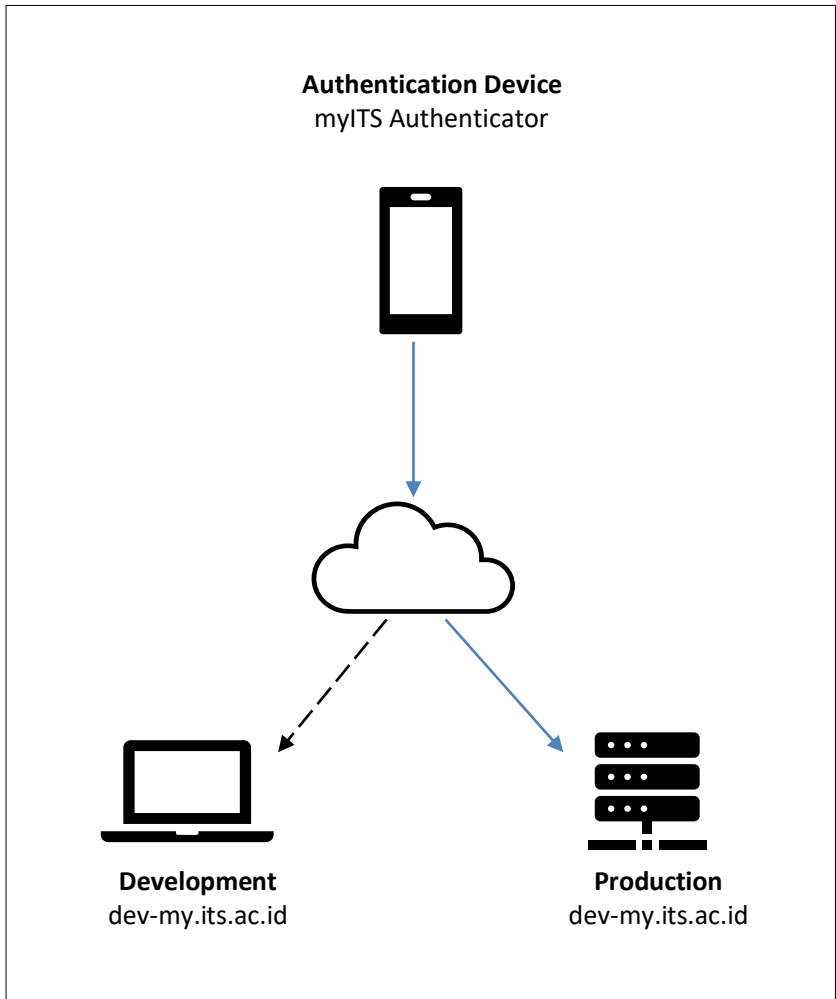 Authentication Device
myITS Authenticator
Development
dev-my.its.ac.id
Production
dev-my.its.ac.id